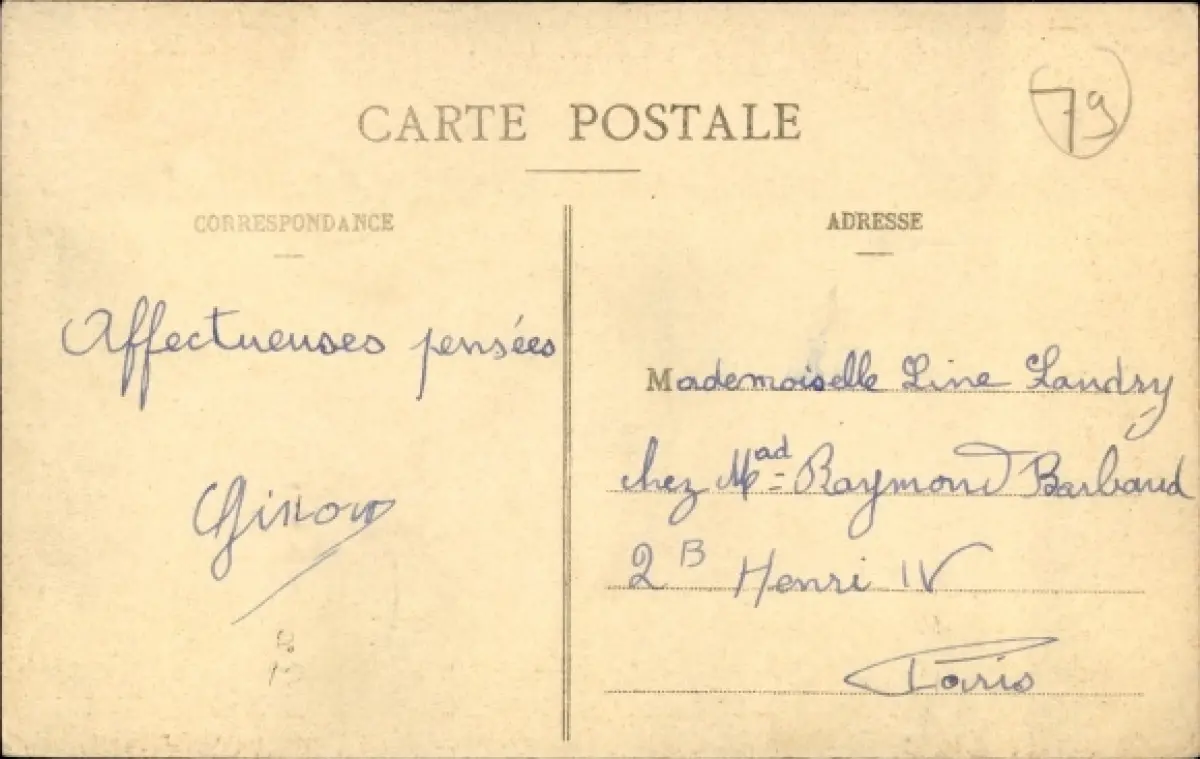 CARTE POSTALE
79
CORRESPONDANCE
Affectueuses pensées
ADRESSE
Mademoiselle Line Landry
chez Mad Raymond Barbaud
2 B Henri IV
Paris